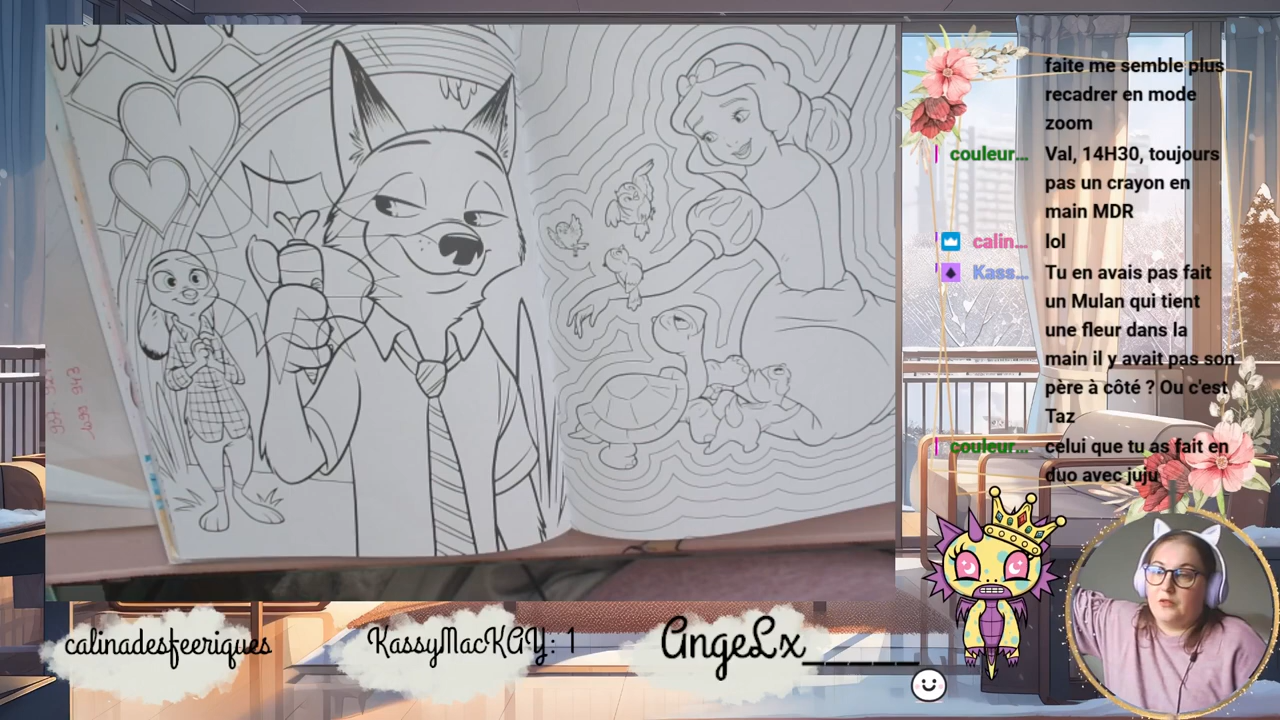 faite me semble plus
recadrer en mode
zoom
couleur... Val, 14H30, toujours
pas un crayon en
main MDR
calin... lol
Kass... Tu en avais pas fait
un Mulan qui tient
une fleur dans la
main il y avait pas son
père à côté ? Ou c'est
Taz
couleur... celui que tu as fait en
duo avec juju
calinadesfeeriques
KassyMacKAY: 1
AngeLx______